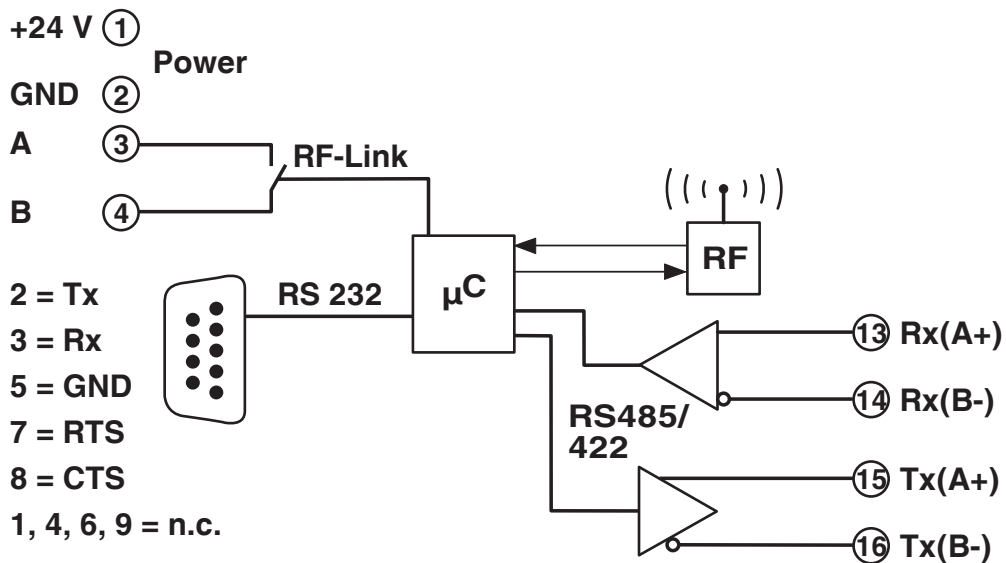 +24 V 1
Power
GND 2
A 3
RF-Link
B 4
RF
µC
2 = Tx
RS 232
3 = Rx
13 Rx(A+)
5 = GND
14 Rx(B-)
RS485/
422
7 = RTS
8 = CTS
15 Tx(A+)
1, 4, 6, 9 = n.c.
16 Tx(B-)